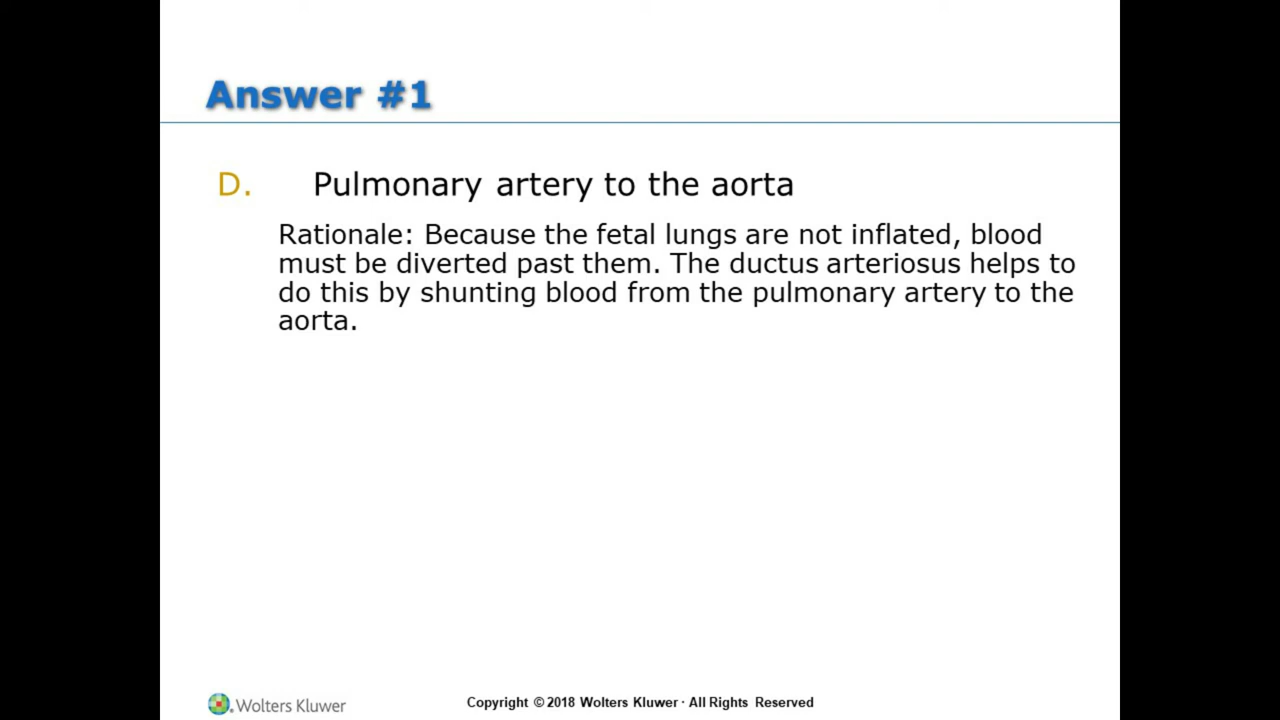 Answer #1
D. Pulmonary artery to the aorta
Rationale: Because the fetal lungs are not inflated, blood
must be diverted past them. The ductus arteriosus helps to
do this by shunting blood from the pulmonary artery to the
aorta.
Wolters Kluwer
Copyright © 2018 Wolters Kluwer · All Rights Reserved